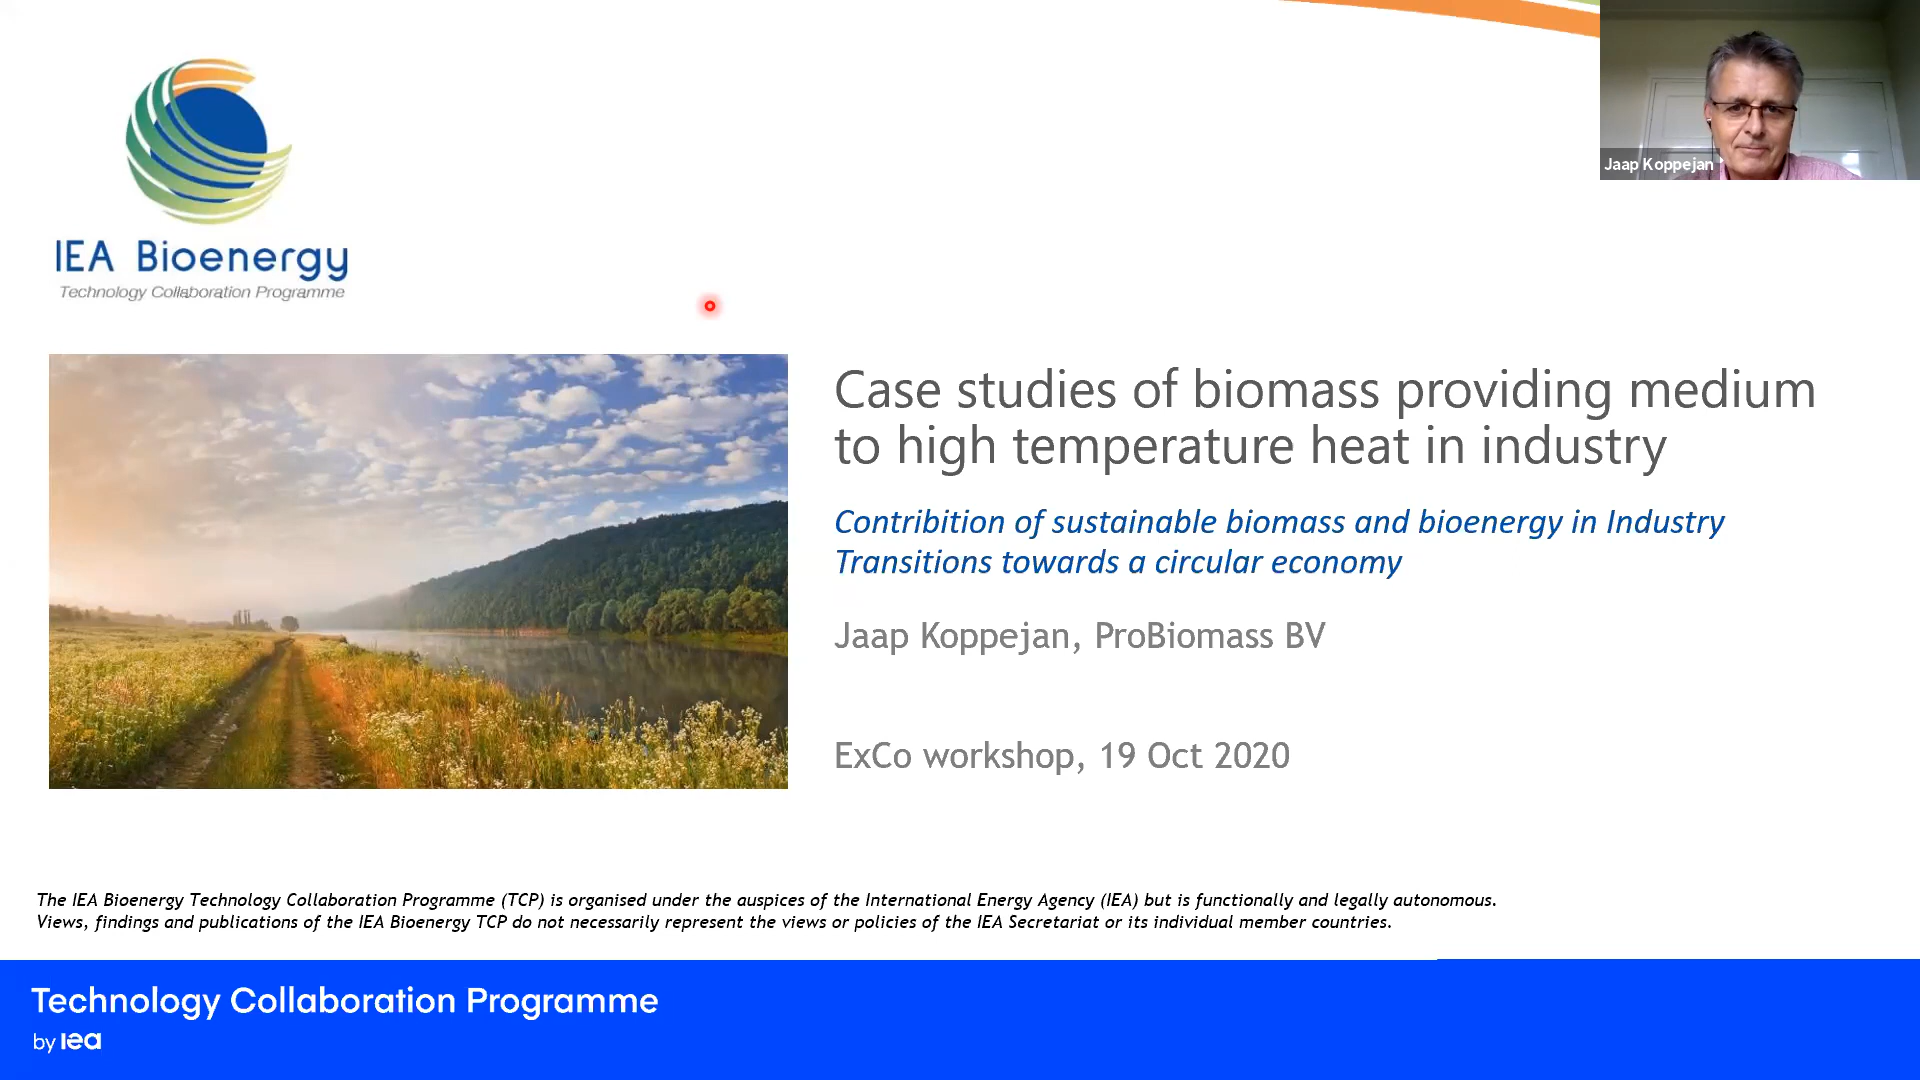 IEA Bioenergy
Technology Collaboration Programme
Jaap Koppejan
Case studies of biomass providing medium
to high temperature heat in industry
Contribition of sustainable biomass and bioenergy in Industry
Transitions towards a circular economy
Jaap Koppejan, ProBiomass BV
ExCo workshop, 19 Oct 2020
The IEA Bioenergy Technology Collaboration Programme (TCP) is organised under the auspices of the International Energy Agency (IEA) but is functionally and legally autonomous.
Views, findings and publications of the IEA Bioenergy TCP do not necessarily represent the views or policies of the IEA Secretariat or its individual member countries.
Technology Collaboration Programme
by iea